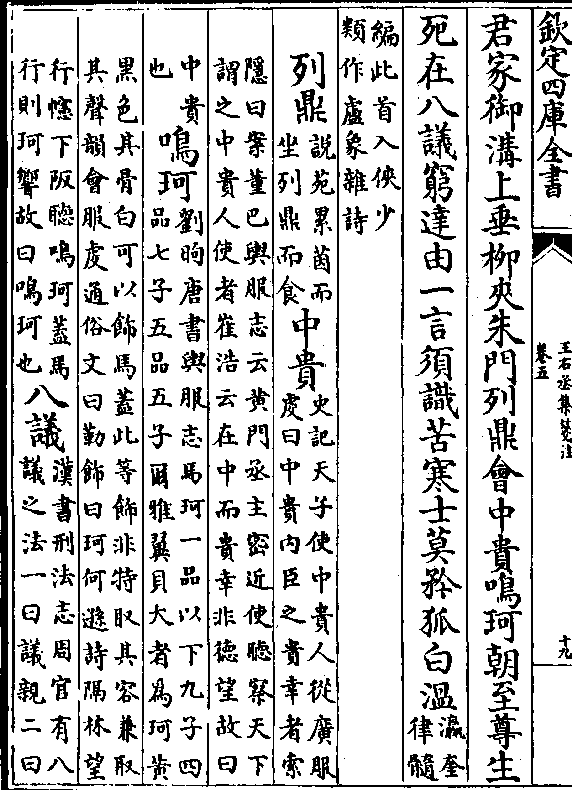 欽定四庫全書
王右丞集箋注
卷五
十九
君家御溝上垂柳夾朱門列鼎會中貴鳴珂朝至尊生
死在八議窮達由一言須識苦寒士莫矜狐白溫瀛奎
律髓
編此首入俠少
類作盧象雜詩
列鼎說苑累茵而
坐列鼎而食中貴史記天子使中貴人從廣服
虔曰中貴內臣之貴幸者索
隱曰案董巴輿服志云黃門丞主密近使聽察天下
謂之中貴人使者崔浩云在中而貴幸非德望故曰
中貴
也鳴珂劉昫唐書輿服志馬珂一品以下九子四
品七子五品五子爾雅翼貝大者為珂黃
黑色其骨白可以飾馬蓋此等飾非特取其容兼取
其聲韻會服虔通俗文曰勒飾曰珂何遜詩隔林望
行幰下阪聽鳴珂蓋馬
行則珂響故曰鳴珂也八議漢書刑法志周官有八
議之法一曰議親二曰